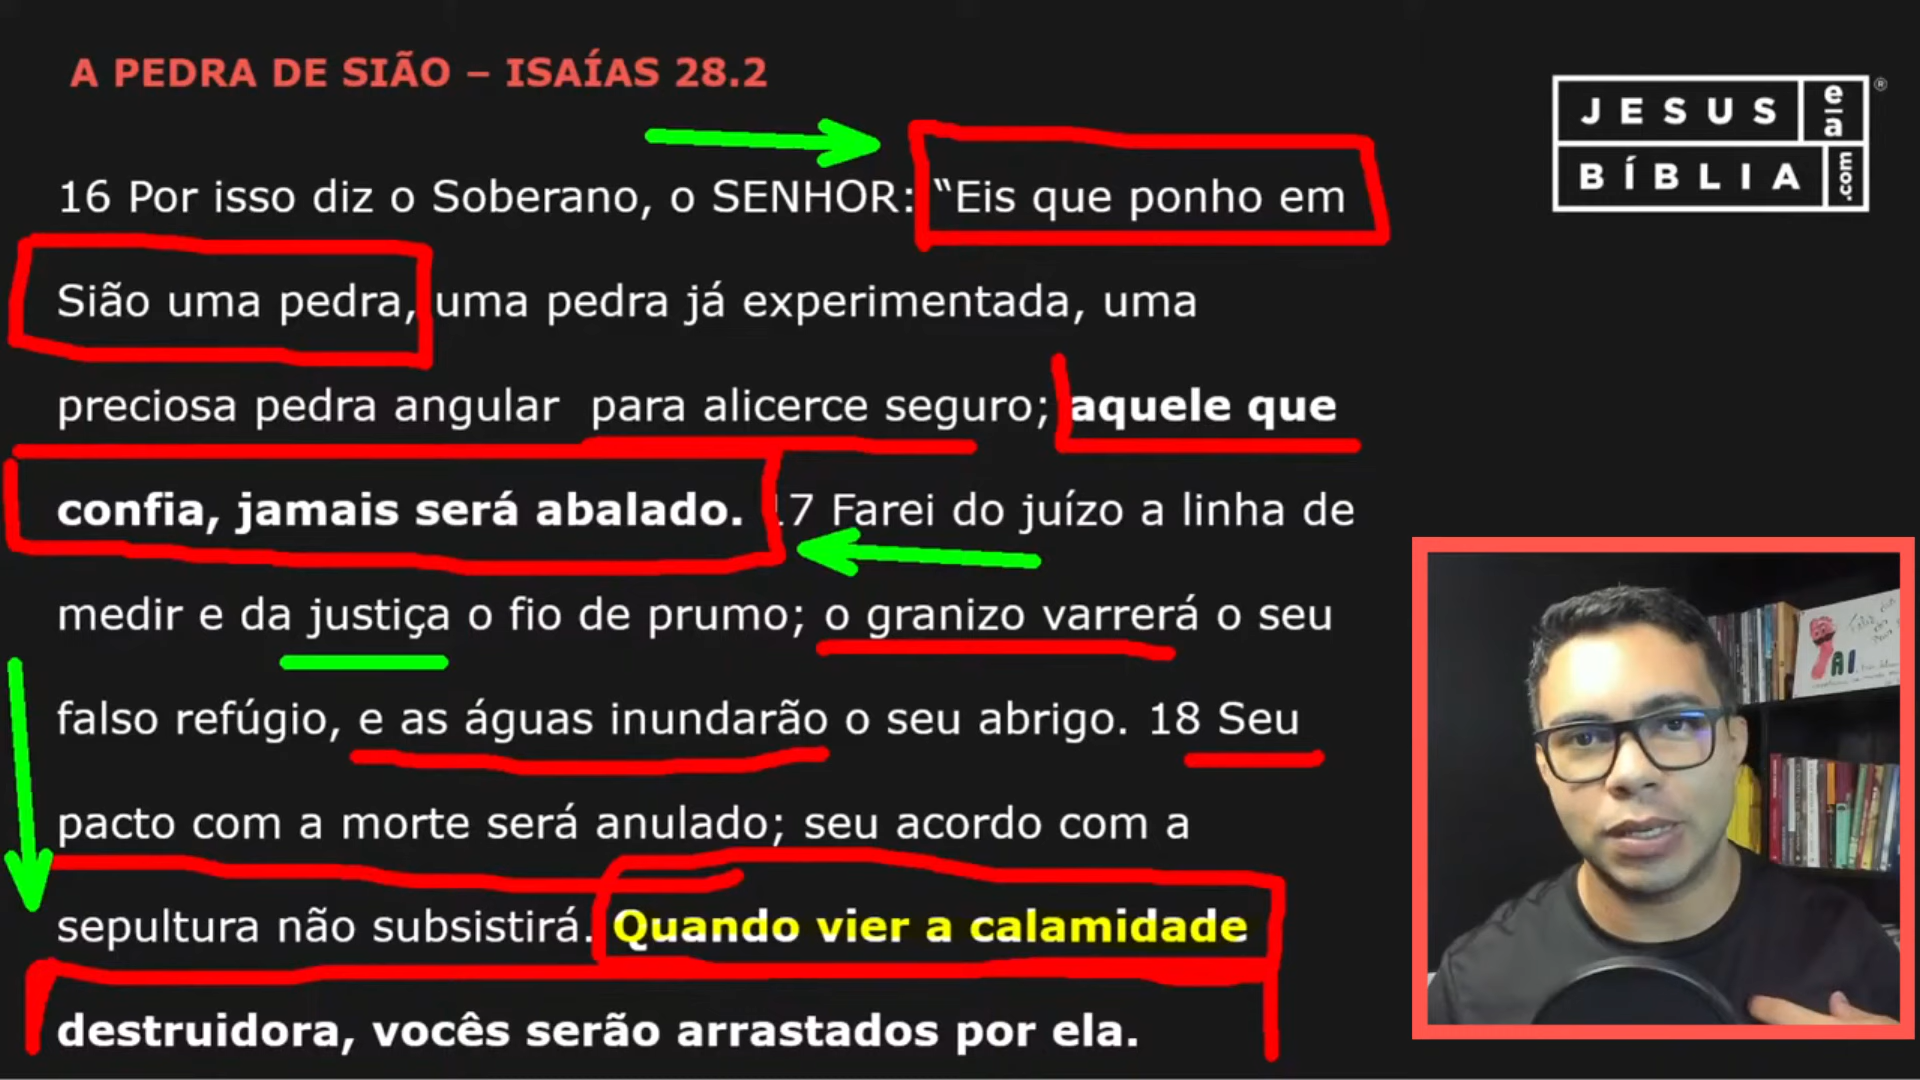 A PEDRA DE SIÃO – ISAÍAS 28.2
16 Por isso diz o Soberano, o SENHOR: “Eis que ponho em
Sião uma pedra, uma pedra já experimentada, uma
preciosa pedra angular para alicerce seguro; aquele que
confia, jamais será abalado. 17 Farei do juízo a linha de
medir e da justiça o fio de prumo; o granizo varrerá o seu
falso refúgio, e as águas inundarão o seu abrigo. 18 Seu
pacto com a morte será anulado; seu acordo com a
sepultura não subsistirá. Quando vier a calamidade
destruidora, vocês serão arrastados por ela.
JESUS e a
BÍBLIA .com
®